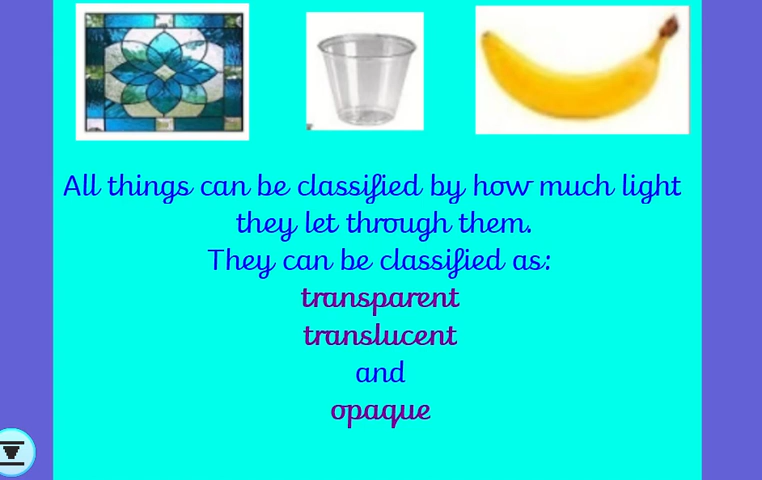 All things can be classified by how much light
they let through them.
They can be classified as:
transparent
translucent
and
opaque